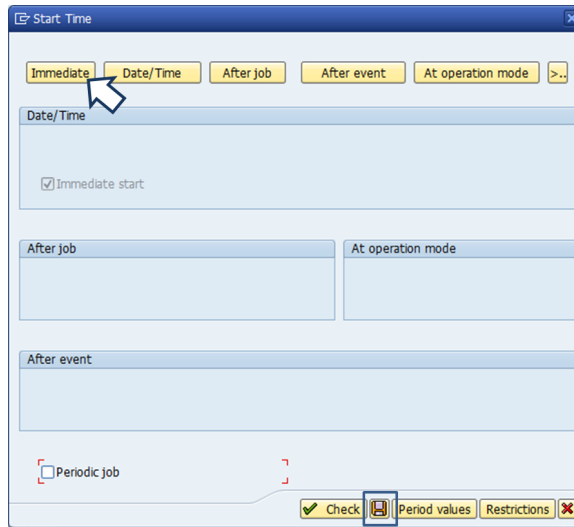 Start Time
Immediate Date/Time After job After event At operation mode >..
Date/Time
Immediate start
After job At operation mode
After event
Periodic job
Check Period values Restrictions